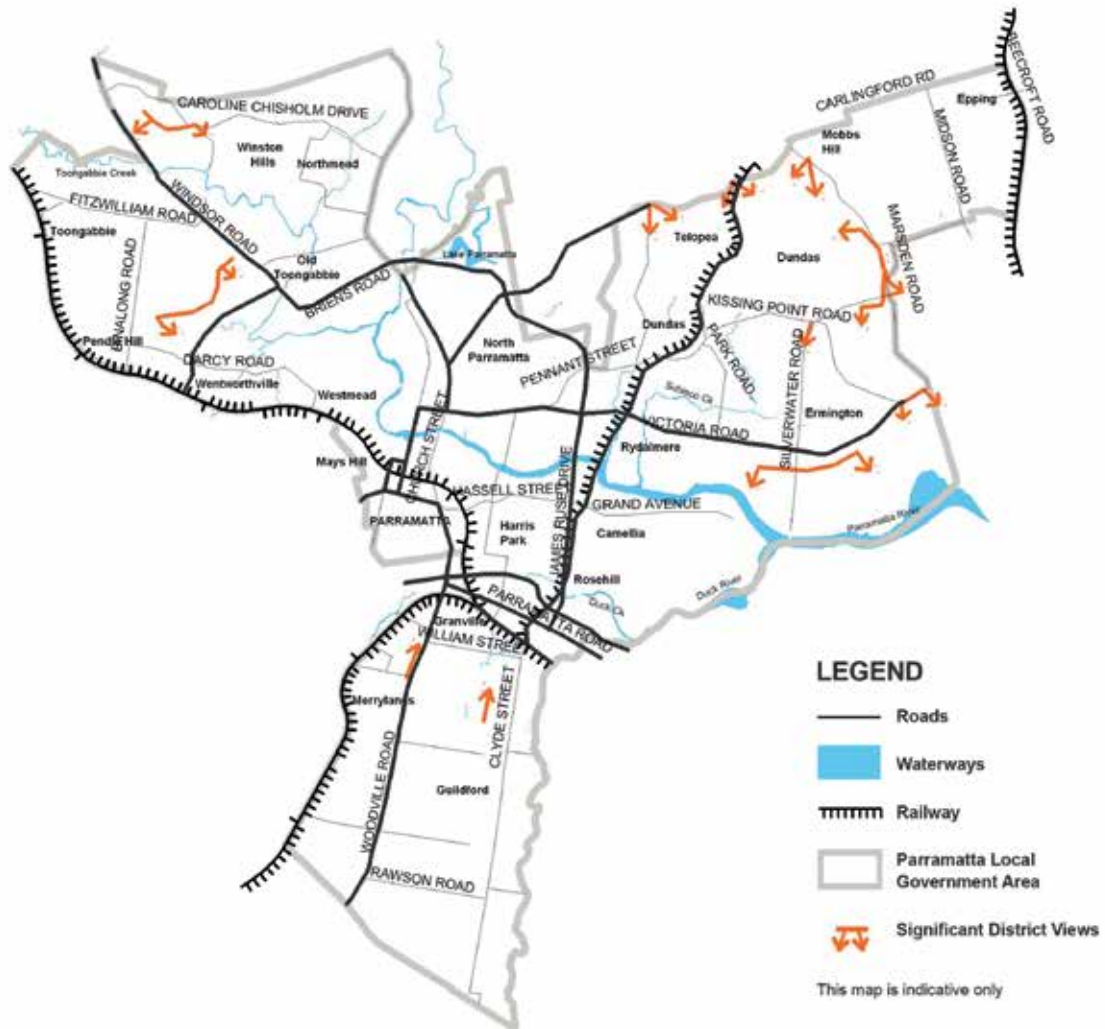 BEECROFT ROAD
CARLINGFORD RD
Epping
CAROLINE CHISHOLM DRIVE
Mobbs
Hill
MIDSON ROAD
Winston
Hills
Northmead
Toongabbie Creek
WINDSOR ROAD
FITZWILLIAM ROAD
Toongabbie
MARSDEN ROAD
Telopea
Lake Parramatta
Dundas
Old
Toongabbie
BRIENS ROAD
BINALONG ROAD
KISSING POINT ROAD
Dundas
PARK ROAD
Pendle Hill
North
Parramatta
PENNANT STREET
DARCY ROAD
Wentworthville
Westmead
Subiaco Ck
SILVERWATER ROAD
Ermington
VICTORIA ROAD
CHURCH STREET
Rydalmere
Mays Hill
HASSELL STREET
JAMES RUSE DRIVE
GRAND AVENUE
PARRAMATTA
Harris
Park
Camellia
Parramatta River
Rosehill
Duck River
PARRAMATTA ROAD
Duck Ck
Granville
WILLIAM STREET
Merrylands
CLYDE STREET
WOODVILLE ROAD
Guildford
RAWSON ROAD
LEGEND
Roads
Waterways
Railway
Parramatta Local
Government Area
Significant District Views
This map is indicative only